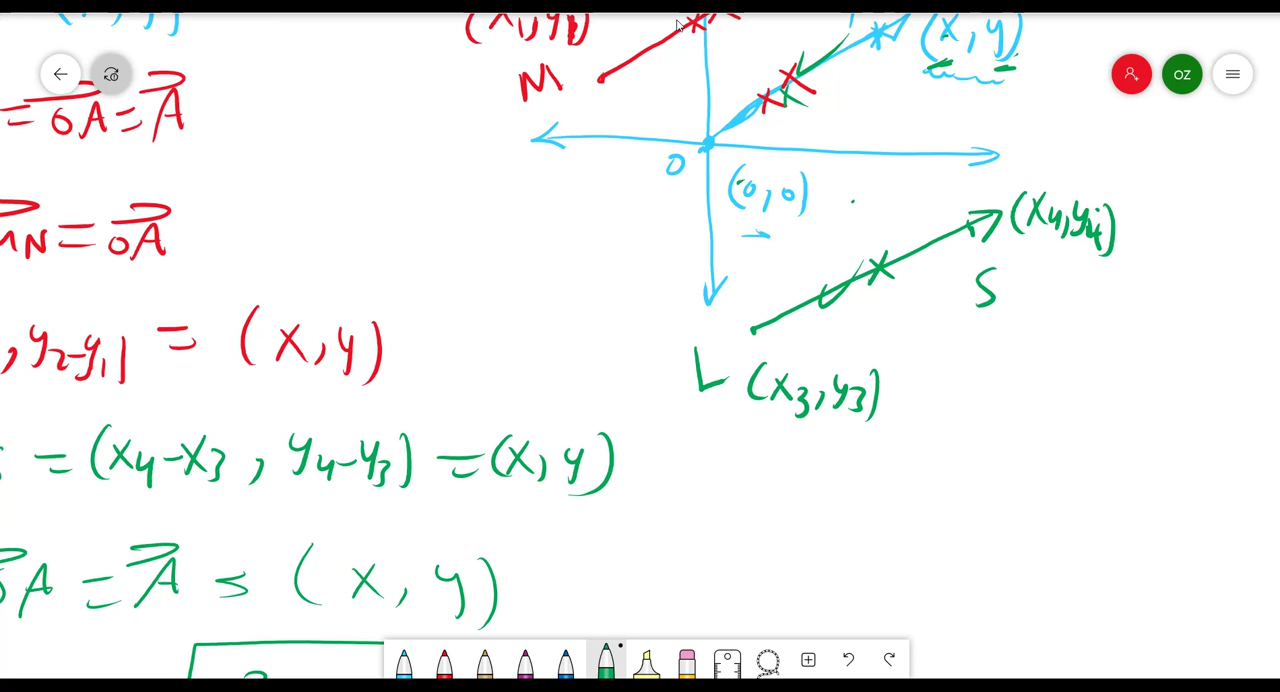 (x₁, y₁)
M
(x, y)
= OA = A
O
(0, 0)
MN = OA
(x₄, y₄)
S
, y₂-y₁) = (x, y)
L (x₃, y₃)
= (x₄-x₃, y₄-y₃) = (x, y)
A = A = (x, y)
OZ